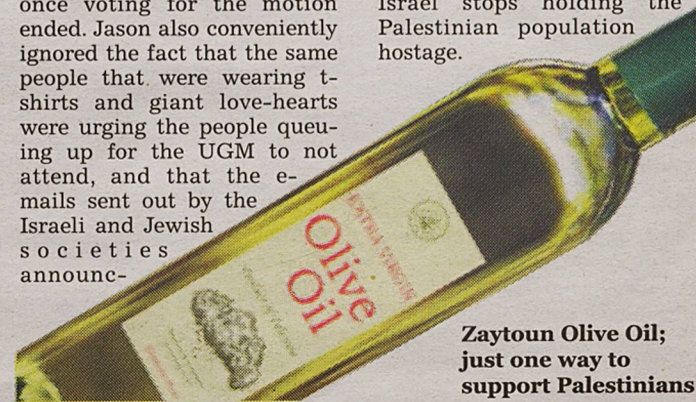 once voting for the motion
ended. Jason also conveniently
ignored the fact that the same
people that were wearing t-
shirts and giant love-hearts
were urging the people queu-
ing up for the UGM to not
attend, and that the e-
mails sent out by the
Israeli and Jewish
societies
announc-
Israel stops holding the
Palestinian population
hostage.
EXTRA VIRGIN
Olive
Oil
Zaytoun Olive Oil;
just one way to
support Palestinians